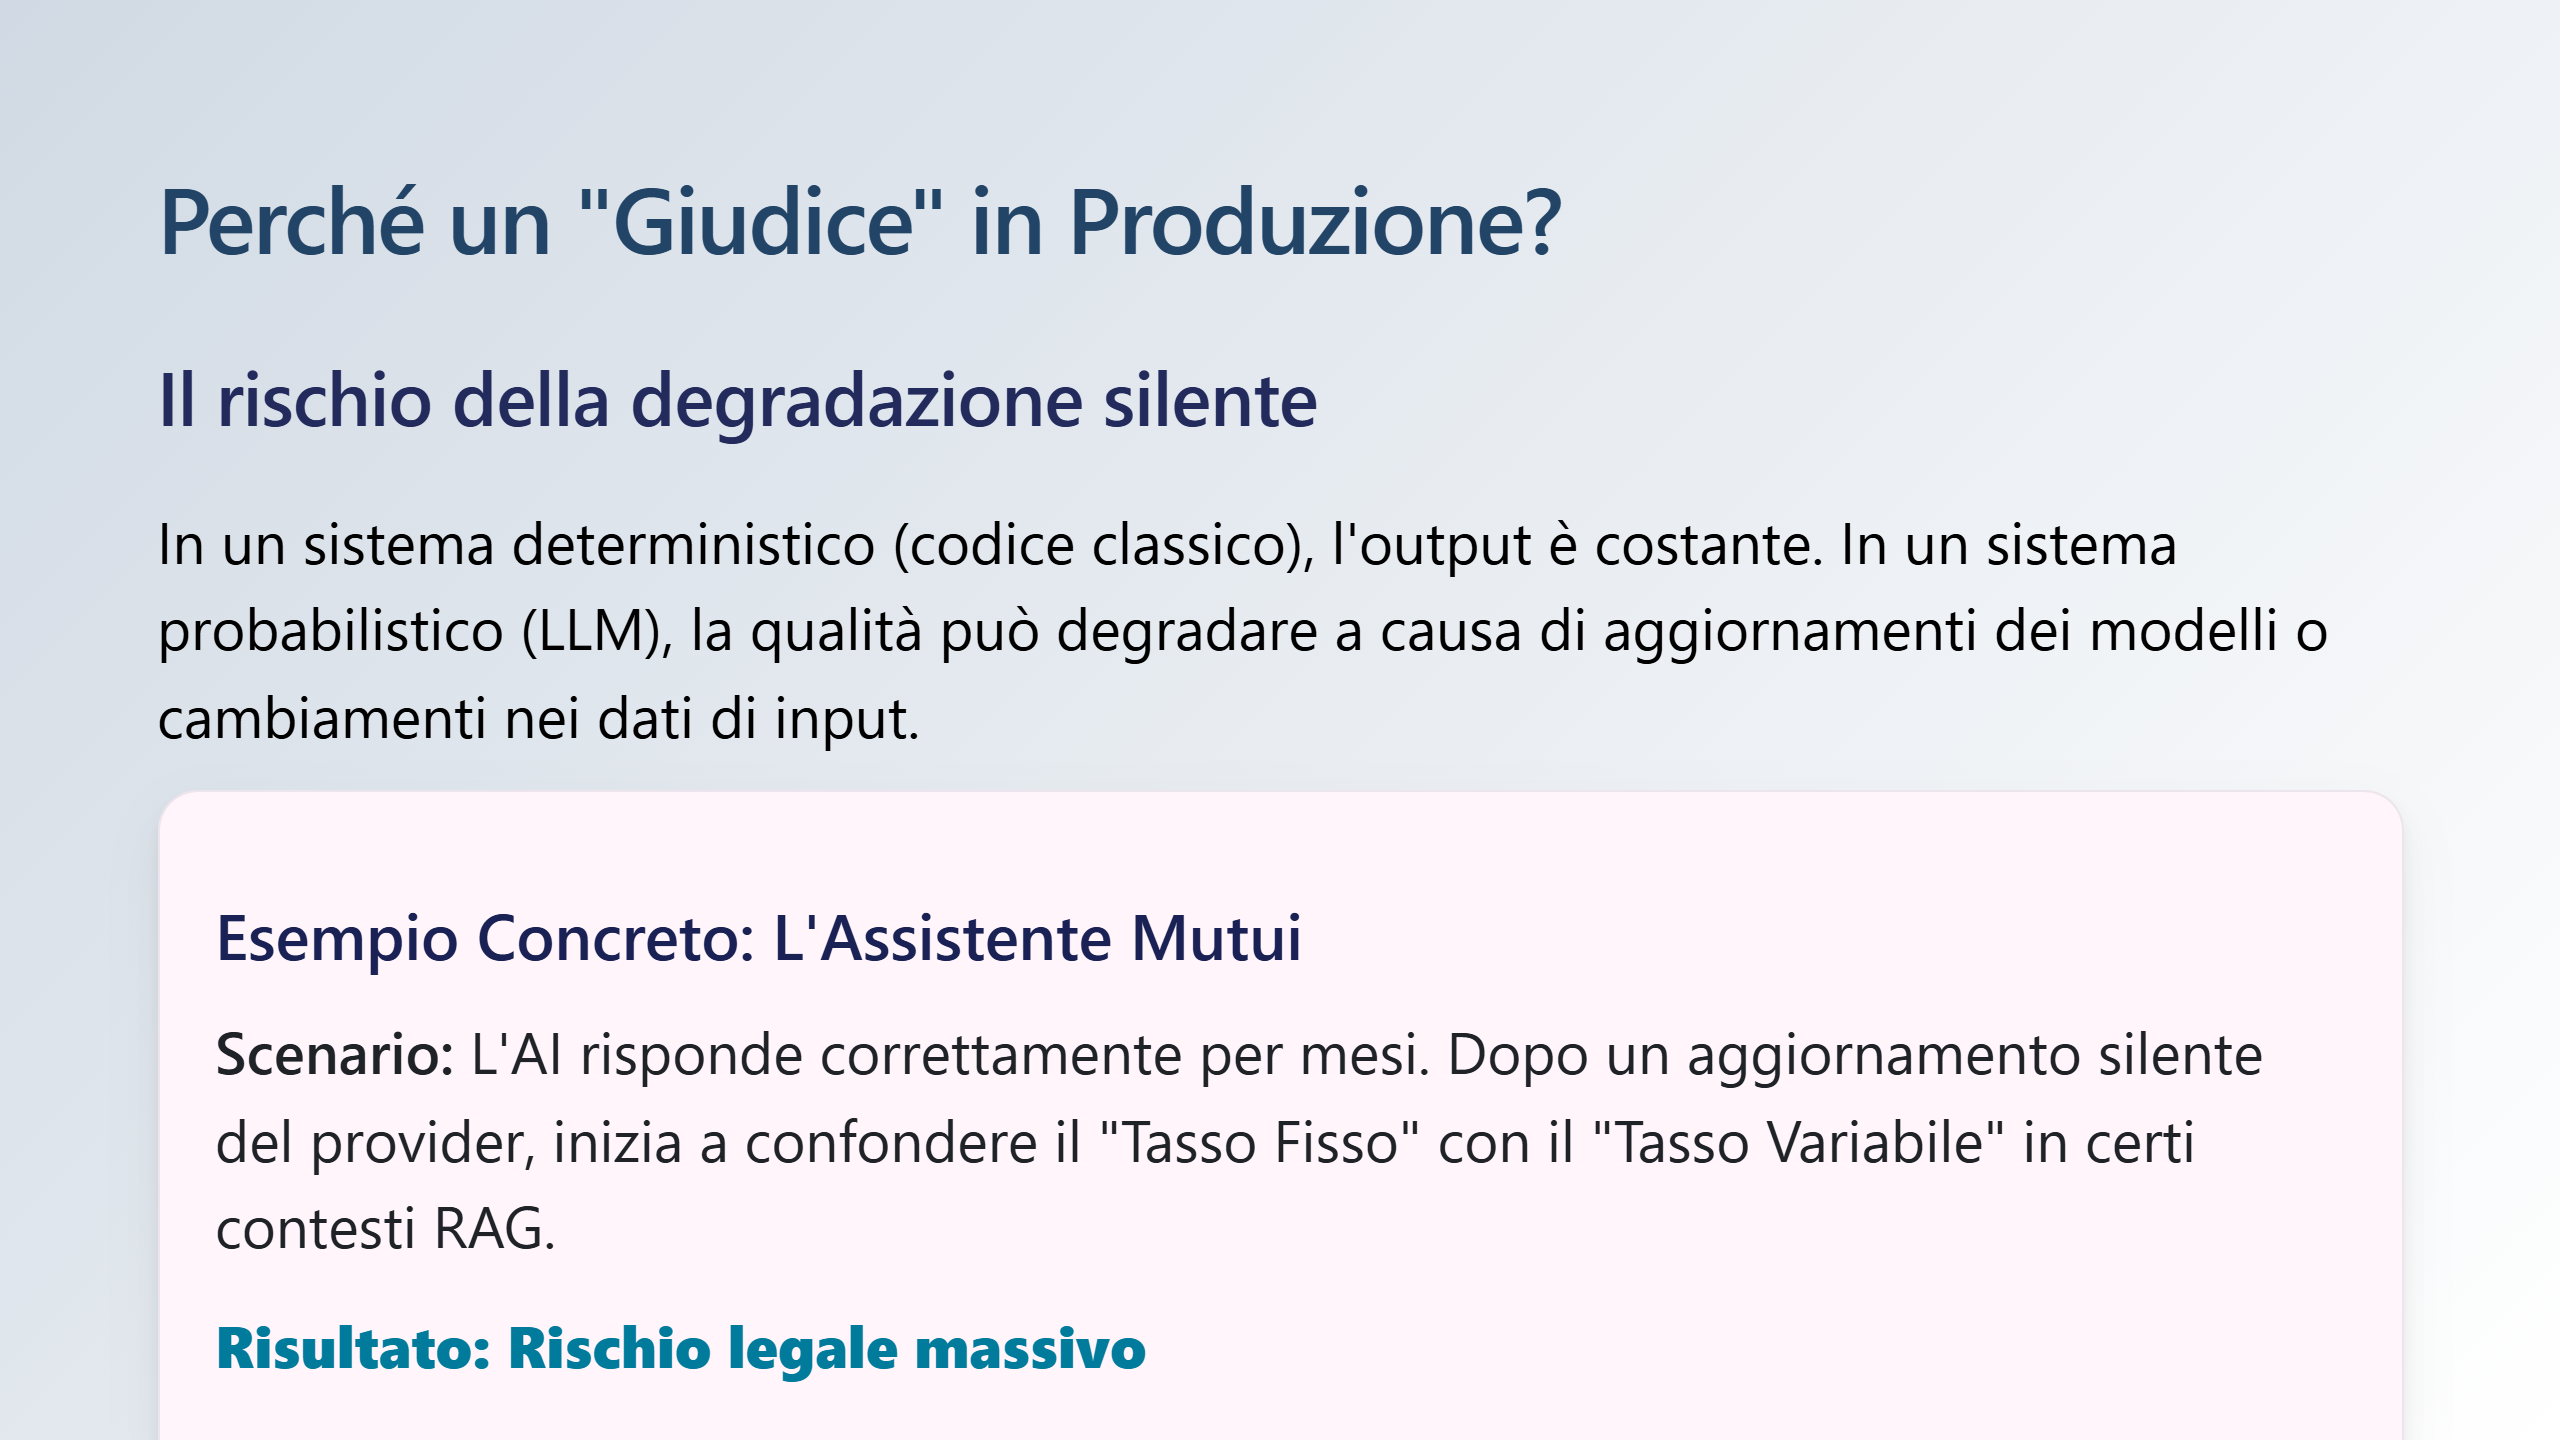 Perché un "Giudice" in Produzione?
Il rischio della degradazione silente
In un sistema deterministico (codice classico), l'output è costante. In un sistema
probabilistico (LLM), la qualità può degradare a causa di aggiornamenti dei modelli o
cambiamenti nei dati di input.
Esempio Concreto: L'Assistente Mutui
Scenario: L'AI risponde correttamente per mesi. Dopo un aggiornamento silente
del provider, inizia a confondere il "Tasso Fisso" con il "Tasso Variabile" in certi
contesti RAG.
Risultato: Rischio legale massivo